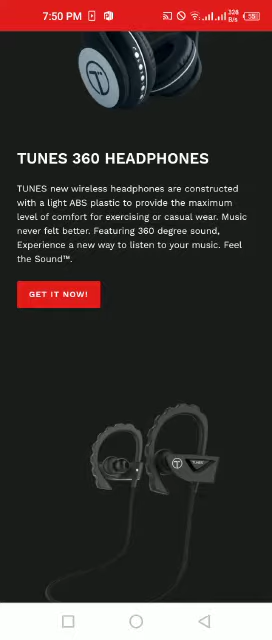 7:50 PM
TUNES 360 HEADPHONES
TUNES new wireless headphones are constructed
with a light ABS plastic to provide the maximum
level of comfort for exercising or casual wear. Music
never felt better. Featuring 360 degree sound,
Experience a new way to listen to your music. Feel
the Sound™.
GET IT NOW!